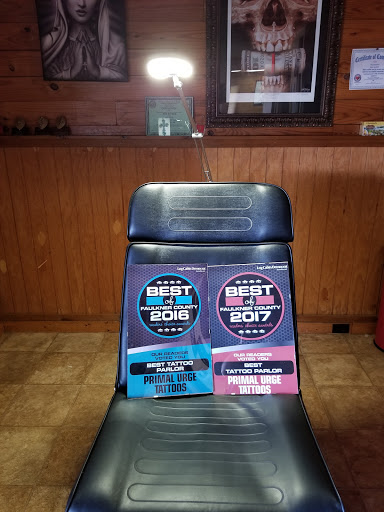 Certificate of
Log Cabin Democrat
BEST
of
FAULKNER COUNTY
2016
readers choice awards
OUR READERS
VOTED YOU
BEST TATTOO
PARLOR
PRIMAL URGE
TATTOOS
Log Cabin Democrat
BEST
of
FAULKNER COUNTY
2017
readers choice awards
OUR READERS
VOTED YOU
BEST TATTOO
PARLOR
PRIMAL URGE
TATTOOS